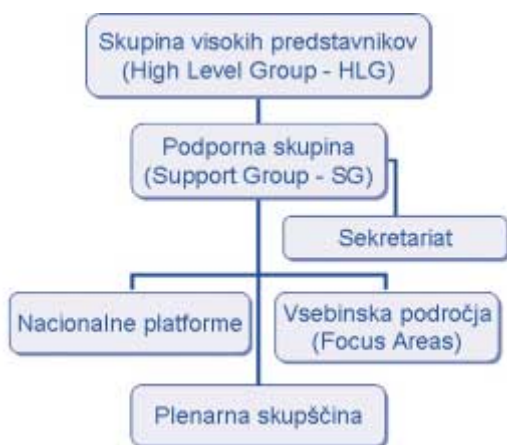 Skupina visokih predstavnikov
(High Level Group - HLG)
Podporna skupina
(Support Group - SG)
Sekretariat
Nacionalne platforme
Vsebinska področja
(Focus Areas)
Plenarna skupščina